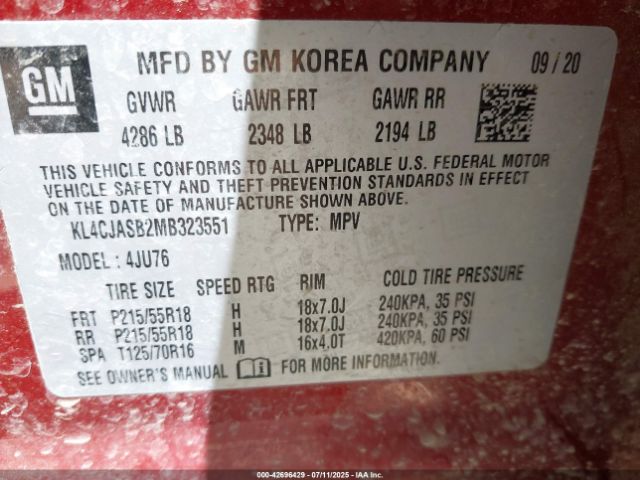 GM
MFD BY GM KOREA COMPANY 09/20
GVWR GAWR FRT GAWR RR
4286 LB 2348 LB 2194 LB
THIS VEHICLE CONFORMS TO ALL APPLICABLE U.S. FEDERAL MOTOR
VEHICLE SAFETY AND THEFT PREVENTION STANDARDS IN EFFECT
ON THE DATE OF MANUFACTURE SHOWN ABOVE.
KL4CJASB2MB323551 TYPE: MPV
MODEL: 4JU76
TIRE SIZE SPEED RTG RIM COLD TIRE PRESSURE
FRT P215/55R18 H 18x7.0J 240KPA, 35 PSI
RR P215/55R18 H 18x7.0J 240KPA, 35 PSI
SPA T125/70R16 M 16x4.0T 420KPA, 60 PSI
SEE OWNER'S MANUAL FOR MORE INFORMATION.
000-42696429 - 07/11/2025 - IAAI.COM